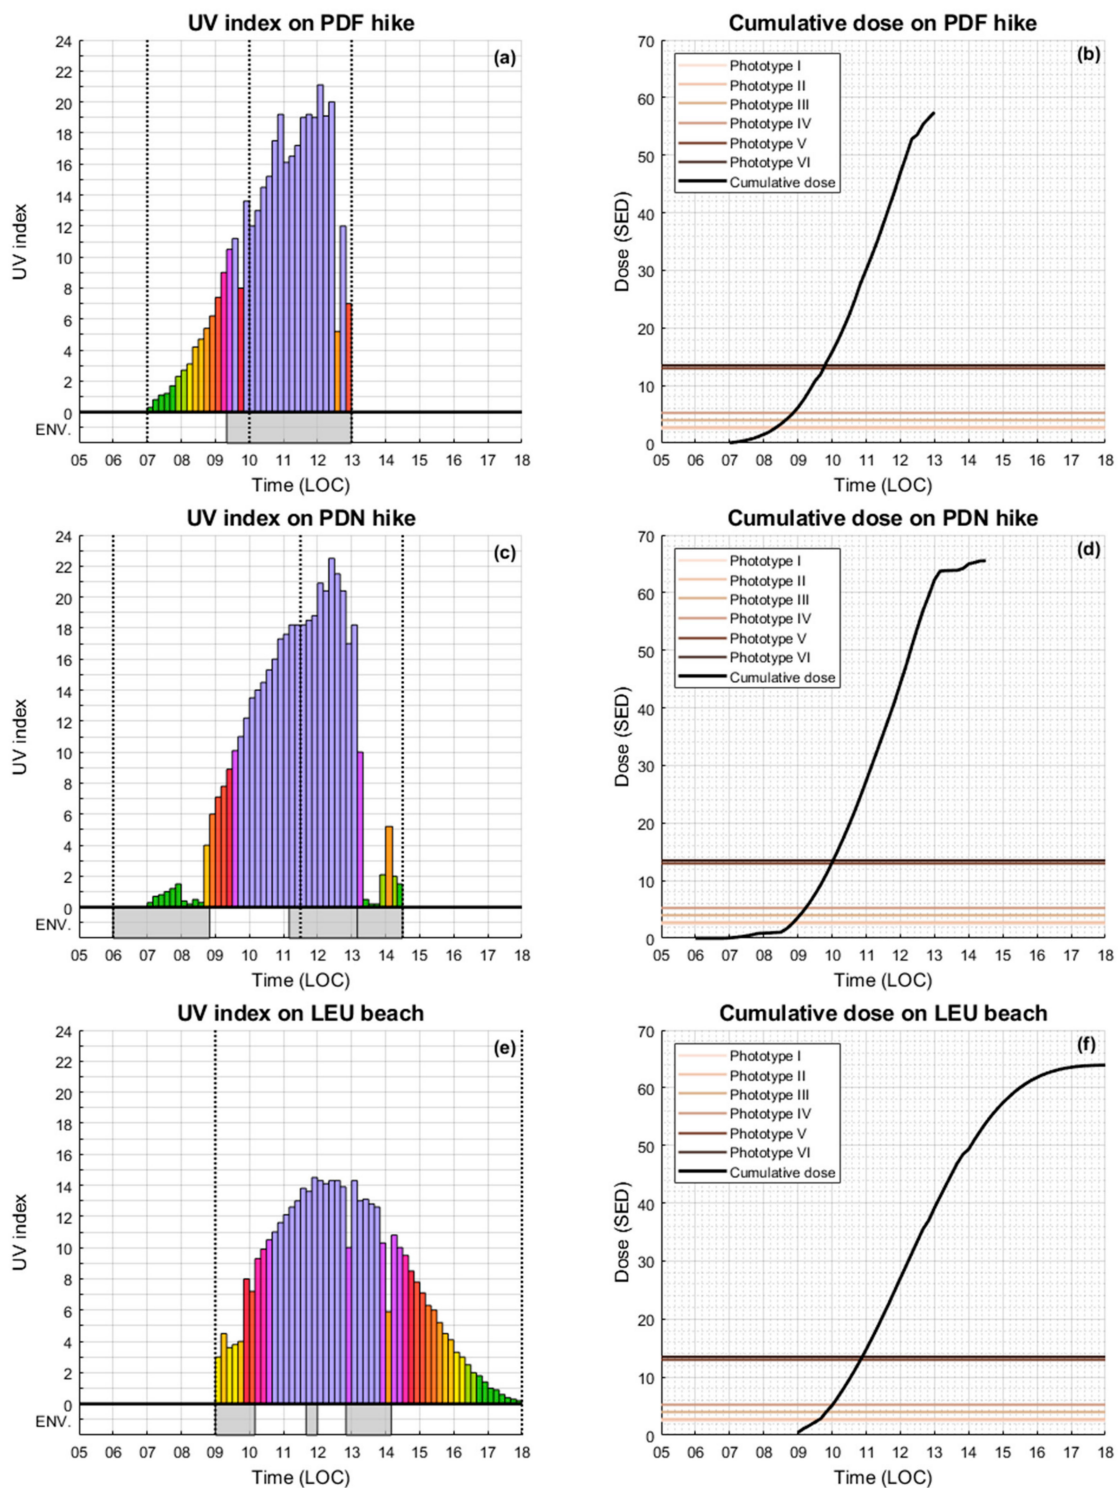 UV index on PDF hike
(a)
24
22
20
18
16
14
12
10
8
6
4
2
0
ENV.
UV index
05 06 07 08 09 10 11 12 13 14 15 16 17 18
Time (LOC)
Cumulative dose on PDF hike
(b)
70
60
50
40
30
20
10
0
Dose (SED)
Phototype I
Phototype II
Phototype III
Phototype IV
Phototype V
Phototype VI
Cumulative dose
05 06 07 08 09 10 11 12 13 14 15 16 17 18
Time (LOC)
UV index on PDN hike
(c)
24
22
20
18
16
14
12
10
8
6
4
2
0
ENV.
UV index
05 06 07 08 09 10 11 12 13 14 15 16 17 18
Time (LOC)
Cumulative dose on PDN hike
(d)
70
60
50
40
30
20
10
0
Dose (SED)
Phototype I
Phototype II
Phototype III
Phototype IV
Phototype V
Phototype VI
Cumulative dose
05 06 07 08 09 10 11 12 13 14 15 16 17 18
Time (LOC)
UV index on LEU beach
(e)
24
22
20
18
16
14
12
10
8
6
4
2
0
ENV.
UV index
05 06 07 08 09 10 11 12 13 14 15 16 17 18
Time (LOC)
Cumulative dose on LEU beach
(f)
70
60
50
40
30
20
10
0
Dose (SED)
Phototype I
Phototype II
Phototype III
Phototype IV
Phototype V
Phototype VI
Cumulative dose
05 06 07 08 09 10 11 12 13 14 15 16 17 18
Time (LOC)